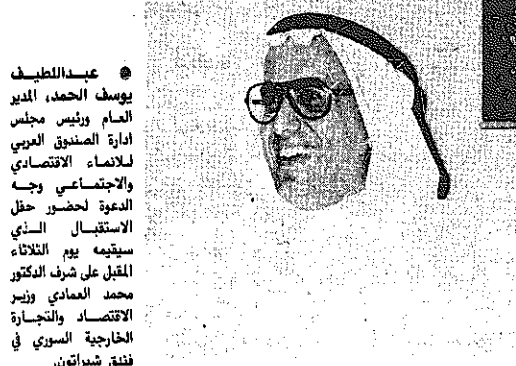 ● عبداللطيف
يوسف الحمد، المدير
العام ورئيس مجلس
ادارة الصندوق العربي
للانماء الاقتصادي
والاجتماعي وجه
الدعوة لحضور حفل
الاستقبال الذي
سيقيمه يوم الثلاثاء
المقبل على شرف الدكتور
محمد العمادي وزير
الاقتصاد والتجارة
الخارجية السوري في
فندق شيراتون.